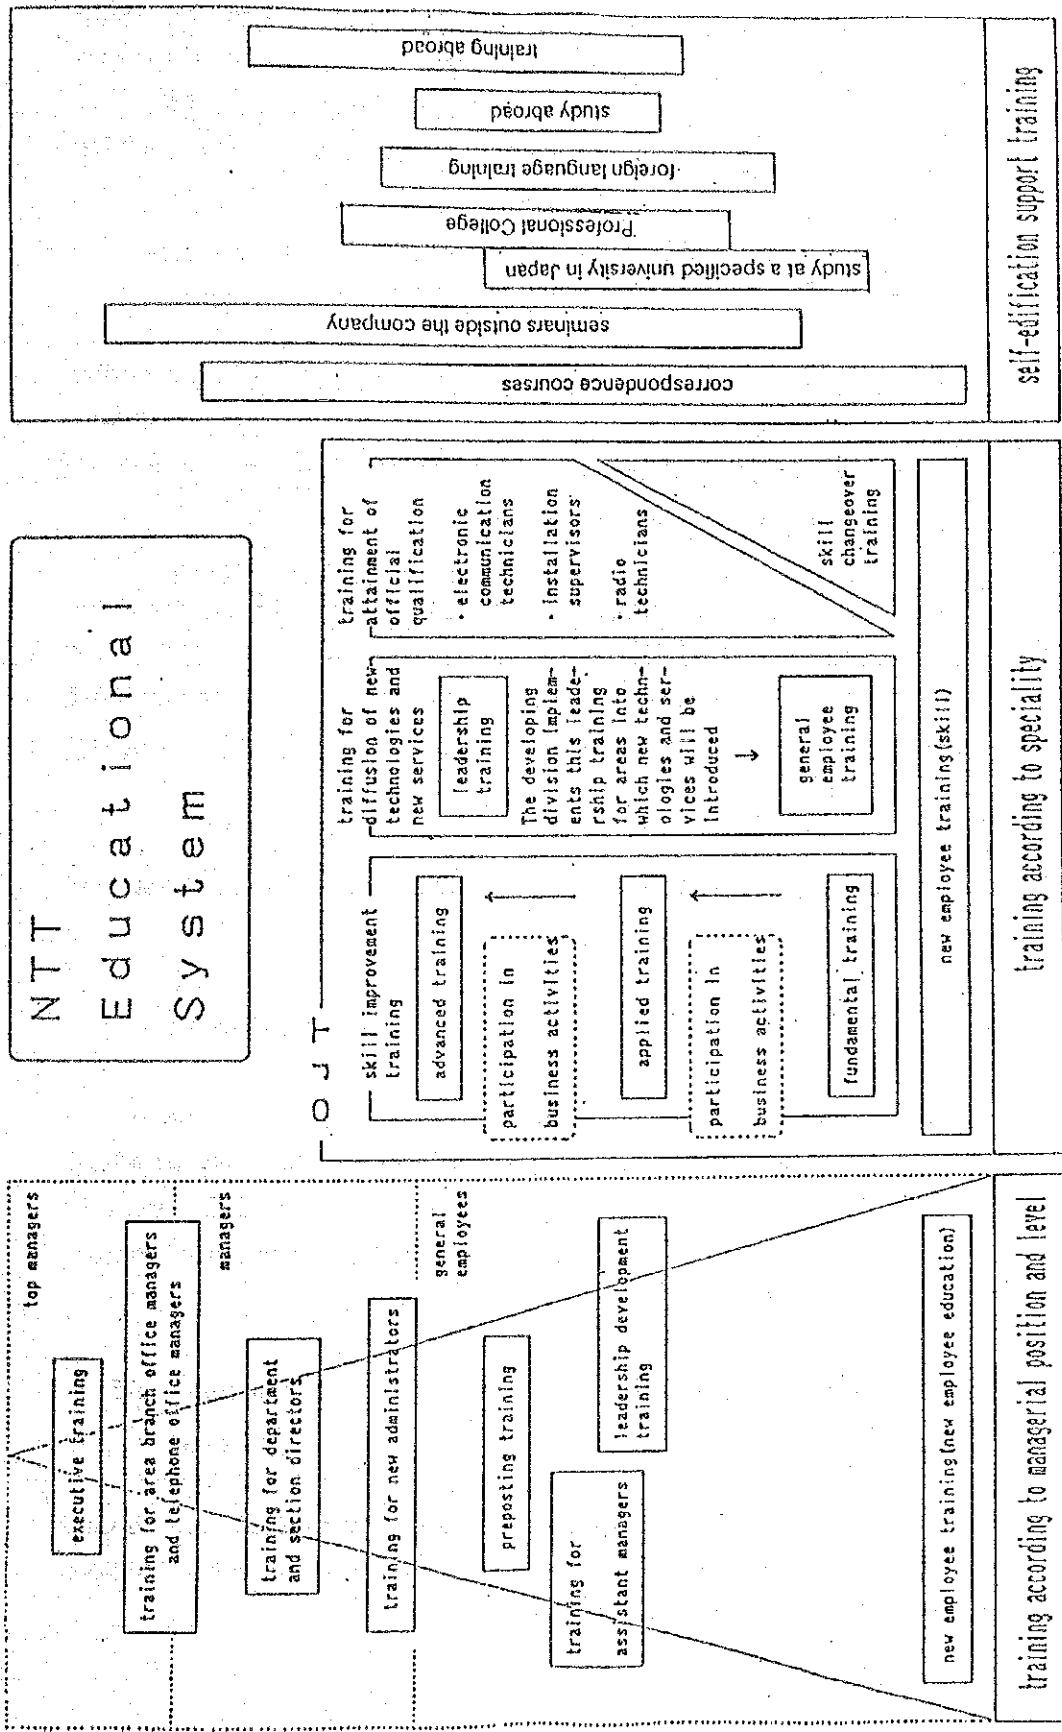 NTT
Educational
System
top managers
executive training
training for area branch office managers
and telephone office managers
managers
training for department
and section directors
training for new administrators
general
employees
preposting training
training for
assistant managers
leadership development
training
new employee training(new employee education)
training according to managerial position and level
OJT
skill improvement
training
advanced training
participation in
business activities
applied training
participation in
business activities
fundamental training
training for
diffusion of new
technologies and
new services
leadership
training
The developing
division implem-
ents this leade-
rship training
for areas into
which new techn-
ologies and ser-
vices will be
introduced
↓
general
employee
training
training for
attainment of
official
qualification
· electronic
communication
technicians
· installation
supervisors
· radio
technicians
skill
changeover
training
new employee training(skill)
training according to speciality
correspondence courses
seminars outside the company
study at a specified university in Japan
Professional College
foreign language training
study abroad
training abroad
self-edification support training